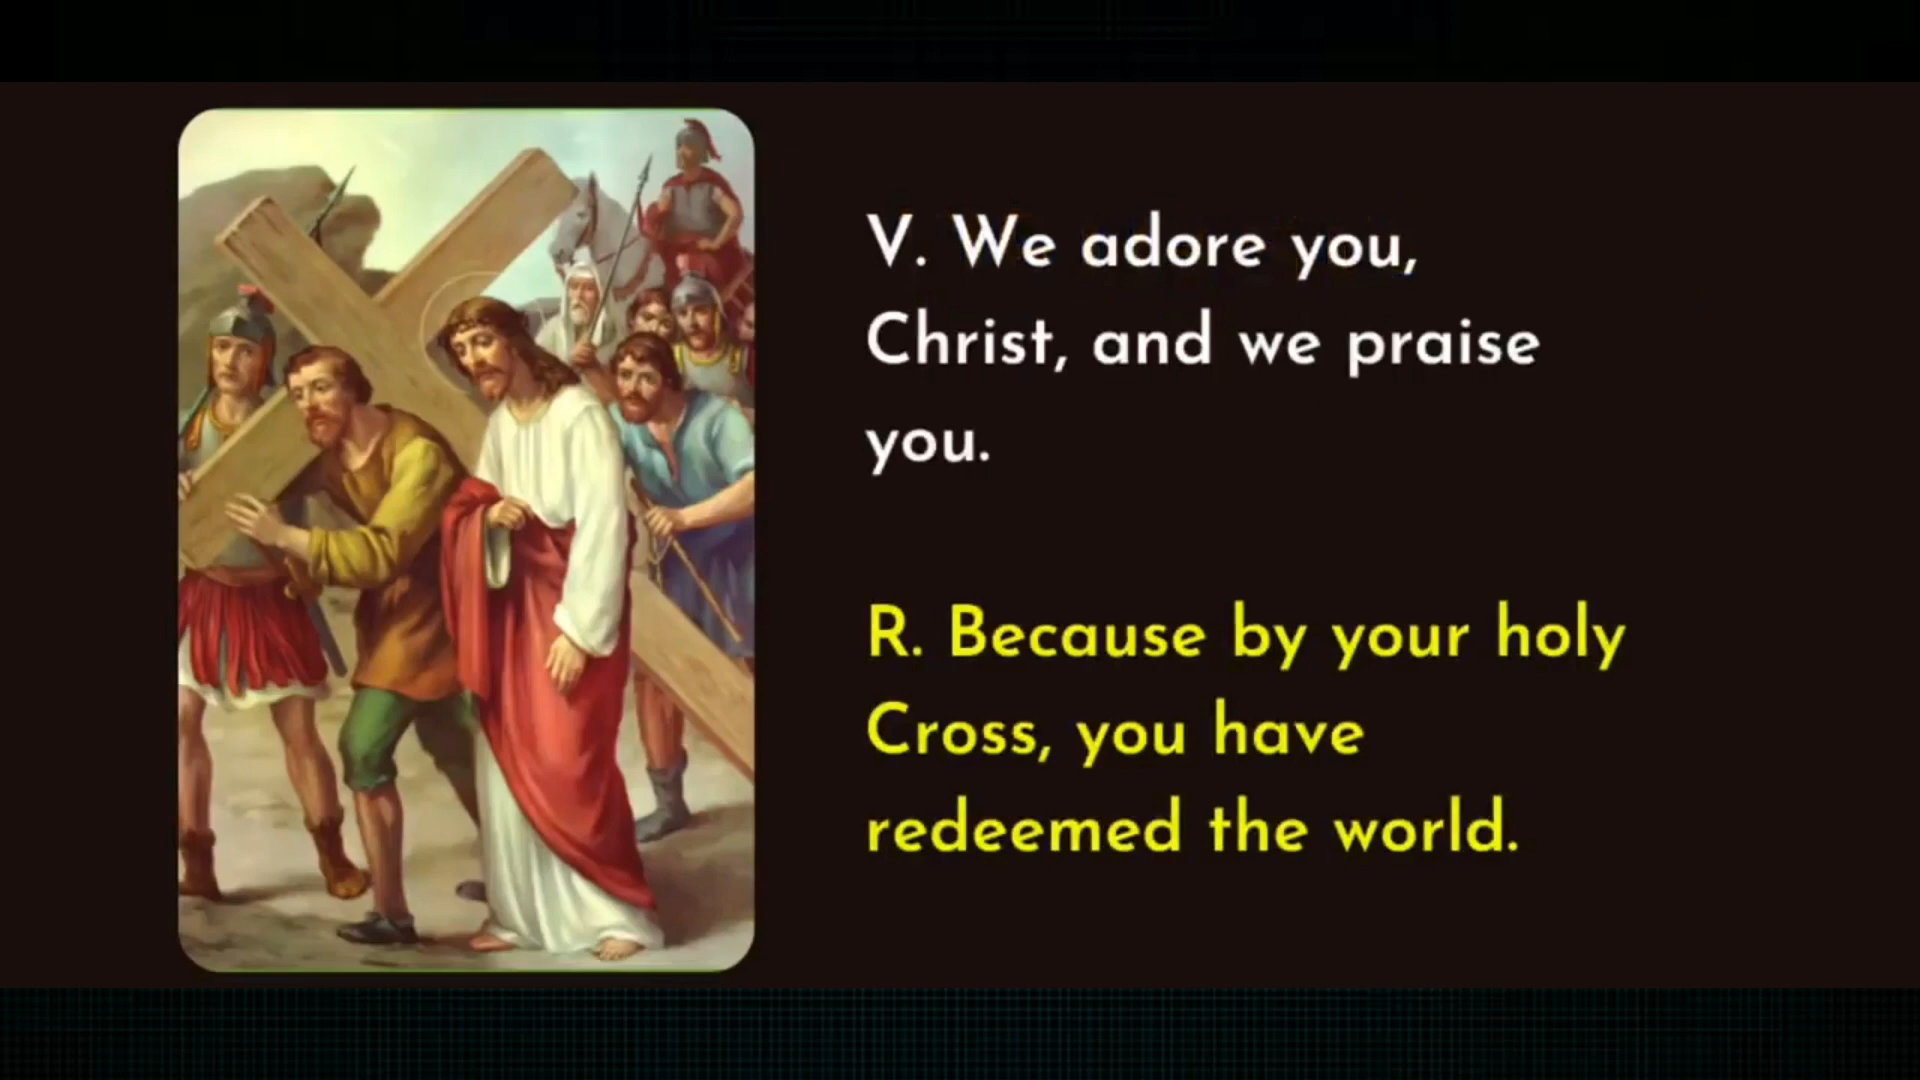 V. We adore you,
Christ, and we praise
you.
R. Because by your holy
Cross, you have
redeemed the world.